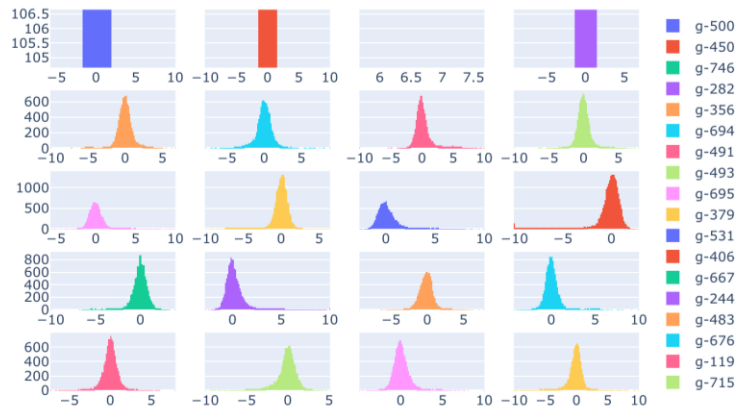 106.5
106
105.5
105
−5 0 5 10
−10 −5 0 5
6 6.5 7 7.5
−5 0 5
600
400
200
0
−10 −5 0 5
−5 0 5
−10 −5 0 5 10
−10 −5 0 5
1000
500
0
−5 0 5 10
−10 −5 0 5
0 5 10
−10 −5 0
800
600
400
200
0
−10 −5 0
0 5 10
−10 −5 0 5
0 5 10
600
400
200
0
−5 0 5
−10 −5 0 5
0 5 10
−10 −5 0 5
g-500
g-450
g-746
g-282
g-356
g-694
g-491
g-493
g-695
g-379
g-531
g-406
g-667
g-244
g-483
g-676
g-119
g-715